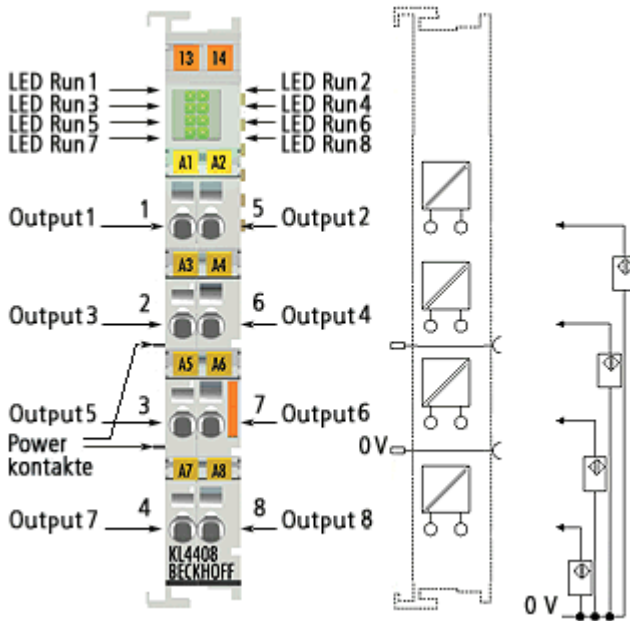 13 14
LED Run 1
LED Run 2
LED Run 3
LED Run 4
LED Run 5
LED Run 6
LED Run 7
LED Run 8
A1 A2
Output 1
1
5
Output 2
A3 A4
Output 3
2
6
Output 4
A5 A6
Output 5
3
7
Output 6
Power
kontakte
0 V
A7 A8
Output 7
4
8
Output 8
KL4408
BECKHOFF
0 V